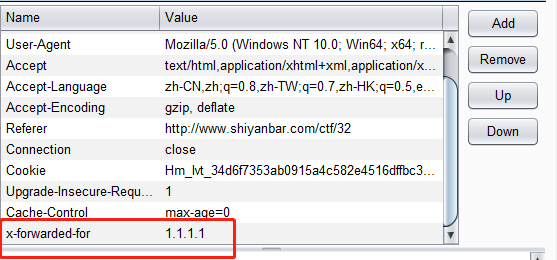 Name Value
User-Agent Mozilla/5.0 (Windows NT 10.0; Win64; x64; r...
Accept text/html,application/xhtml+xml,application/x...
Accept-Language zh-CN,zh;q=0.8,zh-TW;q=0.7,zh-HK;q=0.5,e...
Accept-Encoding gzip, deflate
Referer http://www.shiyanbar.com/ctf/32
Connection close
Cookie Hm_lvt_34d6f7353ab0915a4c582e4516dffbc3...
Upgrade-Insecure-Requ... 1
Cache-Control max-age=0
x-forwarded-for 1.1.1.1
Add
Remove
Up
Down